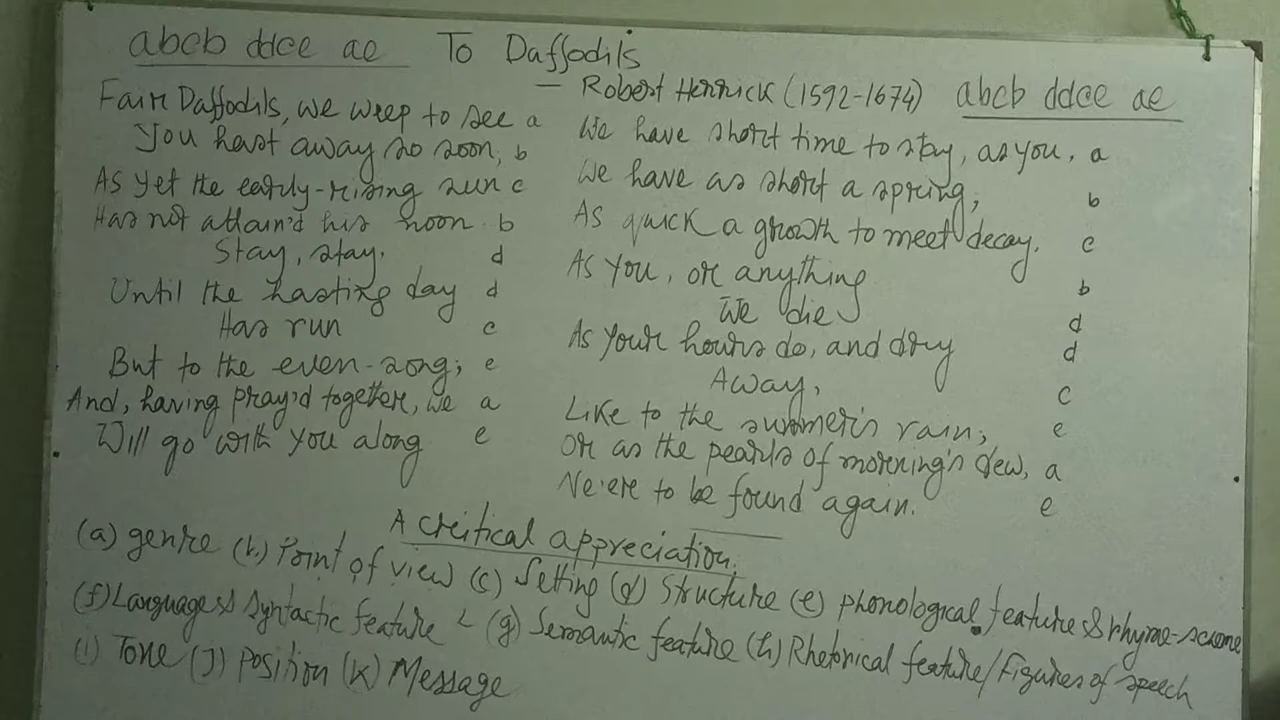 abcb ddce ae To Daffodils
— Robert Herrick (1592-1674) abcb ddce ae
Fair Daffodils, we weep to see a
You hast away so soon, b
As yet the early-rising sun c
Has not attain'd his noon b
Stay, stay. d
Until the hasting day d
Has run c
But to the even-song; e
And, having pray'd together, we a
Will go with you along e
We have short time to stay, as you, a
We have as short a spring, b
As quick a growth to meet decay. c
As you, or anything b
We die d
As your hours do, and dry d
Away, c
Like to the summer's rain; e
Or as the pearls of morning's dew, a
Ne'ere to be found again. e
A critical appreciation.
(a) genre (b) Point of view (c) Setting (d) Structure (e) phonological feature & rhyme-sceme
(f) Language & Syntactic feature (g) Semantic feature (h) Rhetorical feature/Figures of speech
(i) Tone (J) Position (K) Message